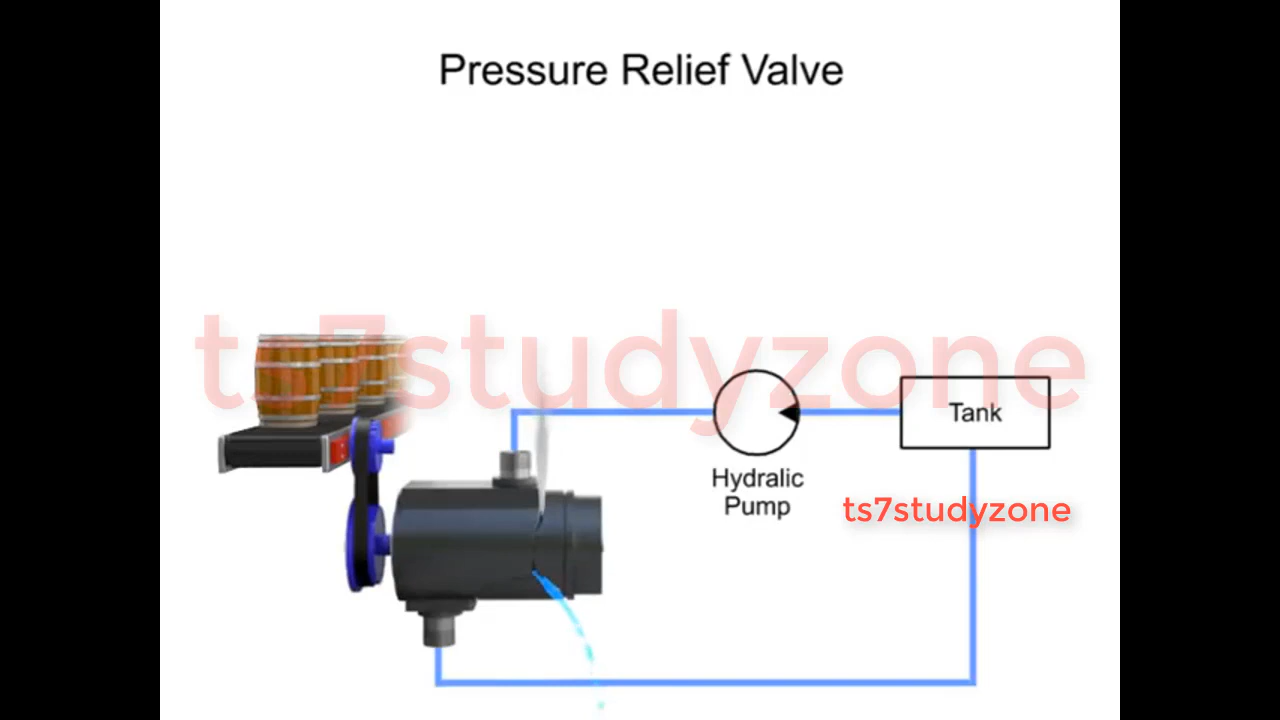 Pressure Relief Valve
ts7studyzone
Tank
Hydralic
Pump
ts7studyzone